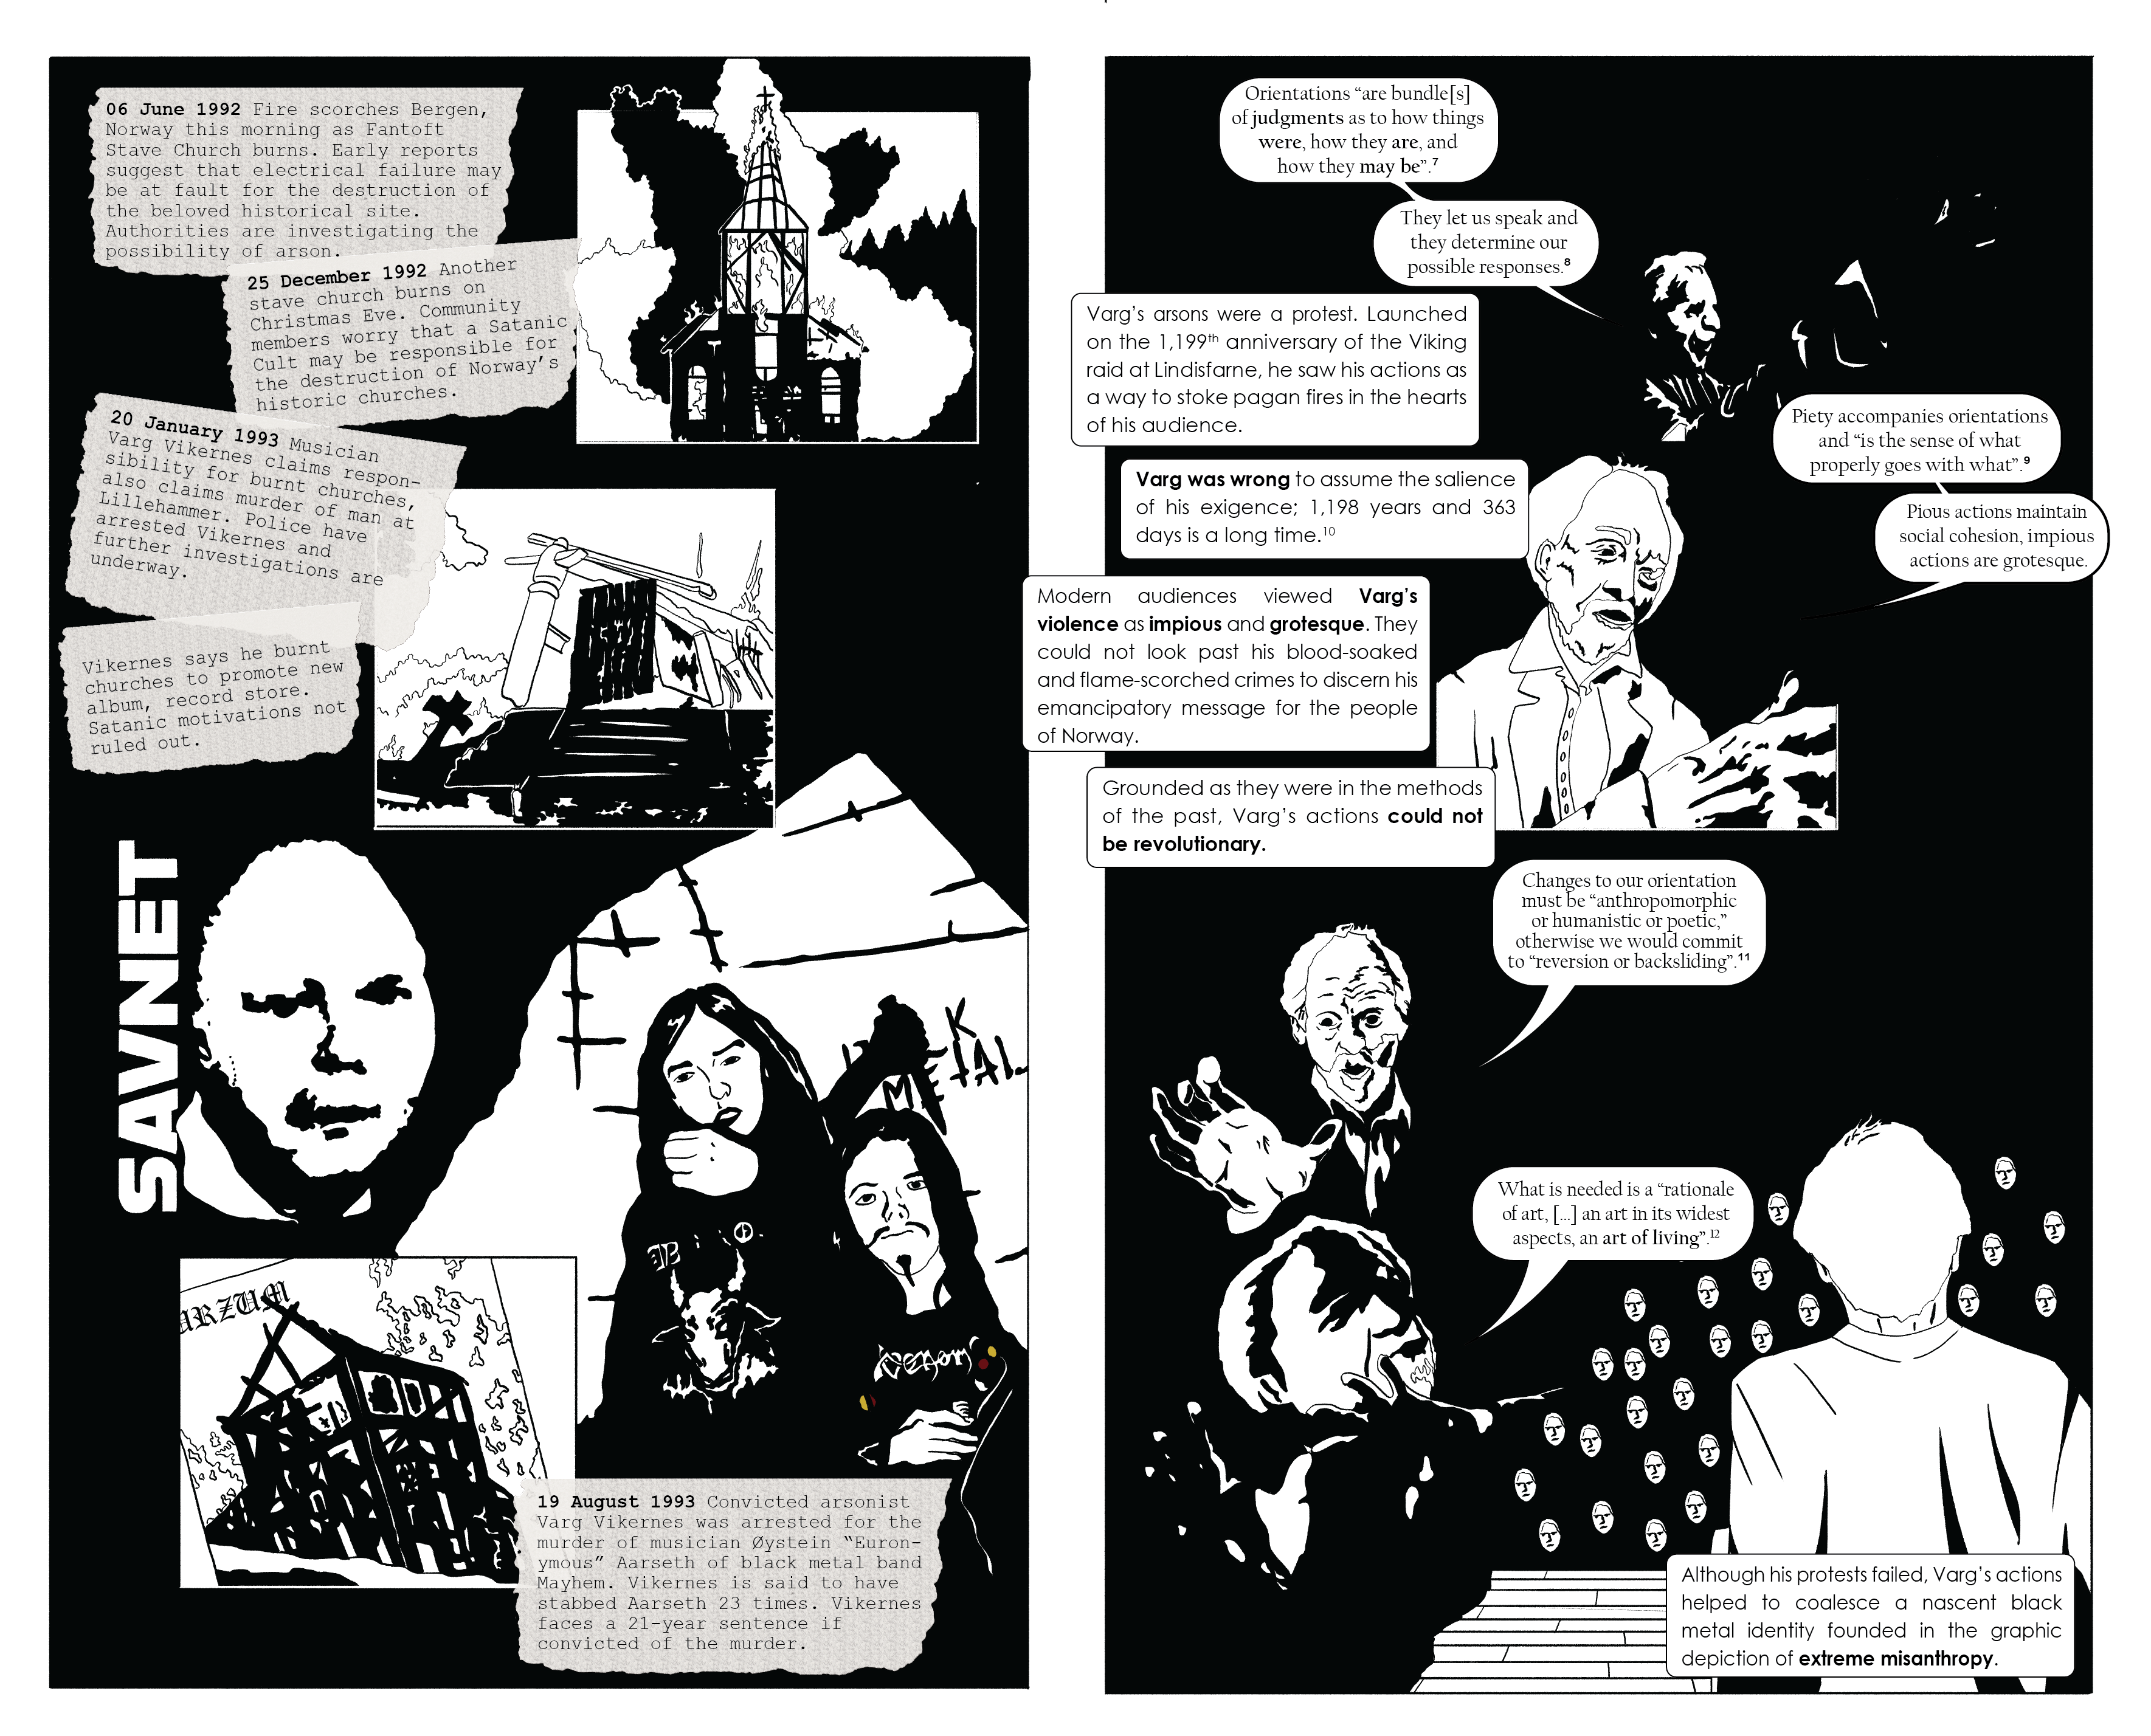 06 June 1992 Fire scorches Bergen,
Norway this morning as Fantoft
Stave Church burns. Early reports
suggest that electrical failure may
be at fault for the destruction of
the beloved historical site.
Authorities are investigating the
possibility of arson.
25 December 1992 Another
stave church burns on
Christmas Eve. Community
members worry that a Satanic
Cult may be responsible for
the destruction of Norway's
historic churches.
20 January 1993 Musician
Varg Vikernes claims respon-
sibility for burnt churches,
also claims murder of man at
Lillehammer. Police have
arrested Vikernes and
further investigations are
underway.
Vikernes says he burnt
churches to promote new
album, record store.
Satanic motivations not
ruled out.
SAVNET
K
METAL
venom
URZUM
19 August 1993 Convicted arsonist
Varg Vikernes was arrested for the
murder of musician Øystein “Euron-
ymous” Aarseth of black metal band
Mayhem. Vikernes is said to have
stabbed Aarseth 23 times. Vikernes
faces a 21-year sentence if
convicted of the murder.
Orientations “are bundle[s]
of judgments as to how things
were, how they are, and
how they may be”.⁷
They let us speak and
they determine our
possible responses.⁸
Varg's arsons were a protest. Launched
on the 1,199th anniversary of the Viking
raid at Lindisfarne, he saw his actions as
a way to stoke pagan fires in the hearts
of his audience.
Piety accompanies orientations
and “is the sense of what
properly goes with what”.⁹
Pious actions maintain
social cohesion, impious
actions are grotesque.
Varg was wrong to assume the salience
of his exigence; 1,198 years and 363
days is a long time.¹⁰
Modern audiences viewed Varg's
violence as impious and grotesque. They
could not look past his blood-soaked
and flame-scorched crimes to discern his
emancipatory message for the people
of Norway.
Grounded as they were in the methods
of the past, Varg's actions could not
be revolutionary.
Changes to our orientation
must be “anthropomorphic
or humanistic or poetic,”
otherwise we would commit
to “reversion or backsliding”.¹¹
What is needed is a “rationale
of art, [...] an art in its widest
aspects, an art of living”.¹²
Although his protests failed, Varg's actions
helped to coalesce a nascent black
metal identity founded in the graphic
depiction of extreme misanthropy.